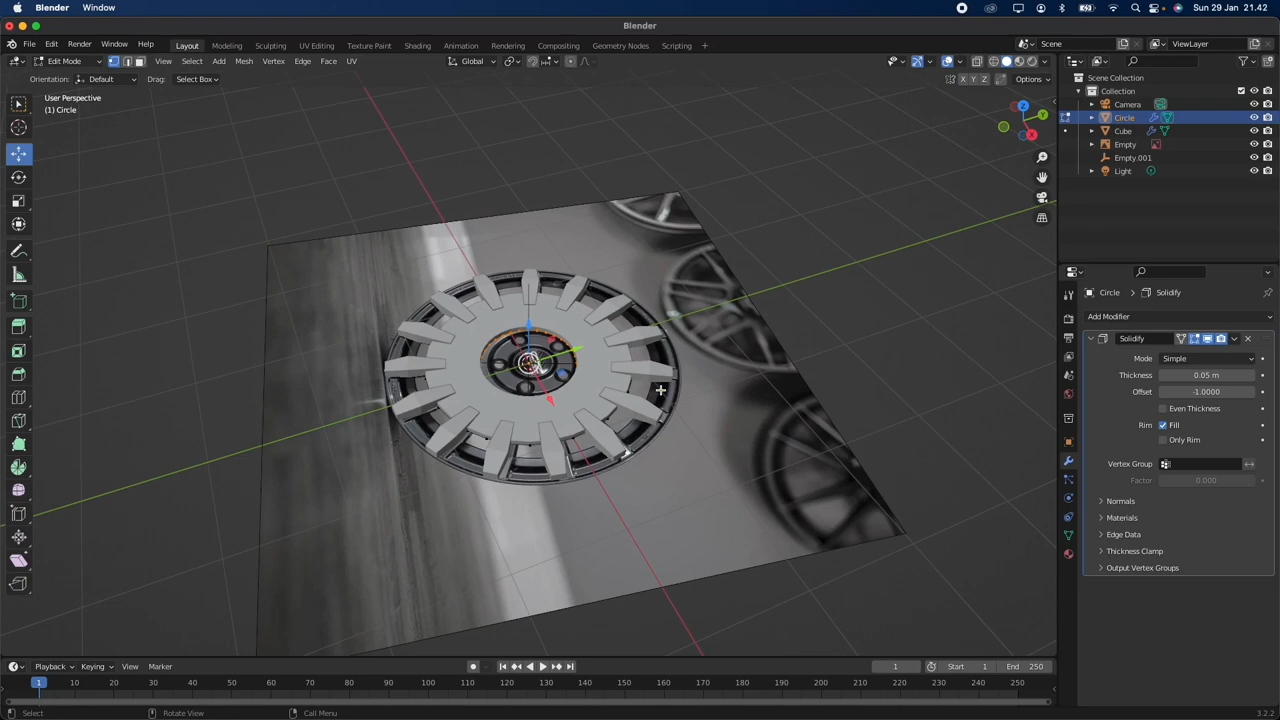 Blender Window Sun 29 Jan 21.42
Blender
File Edit Render Window Help Layout Modeling Sculpting UV Editing Texture Paint Shading Animation Rendering Compositing Geometry Nodes Scripting + Scene ViewLayer
Edit Mode View Select Add Mesh Vertex Edge Face UV Global
Orientation: Default Drag: Select Box X Y Z Options
User Perspective
(1) Circle
Z
Y
X
Scene Collection
Collection
Camera
Circle
Cube
Empty
Empty.001
Light
Circle Solidify
Add Modifier
Solidify
Mode Simple
Thickness 0.05 m
Offset -1.0000
Even Thickness
Rim Fill
Only Rim
Vertex Group
Factor 0.000
Normals
Materials
Edge Data
Thickness Clamp
Output Vertex Groups
Playback Keying View Marker 1 Start 1 End 250
1 10 20 30 40 50 60 70 80 90 100 110 120 130 140 150 160 170 180 190 200 210 220 230 240 250
Select Rotate View Call Menu 3.2.2